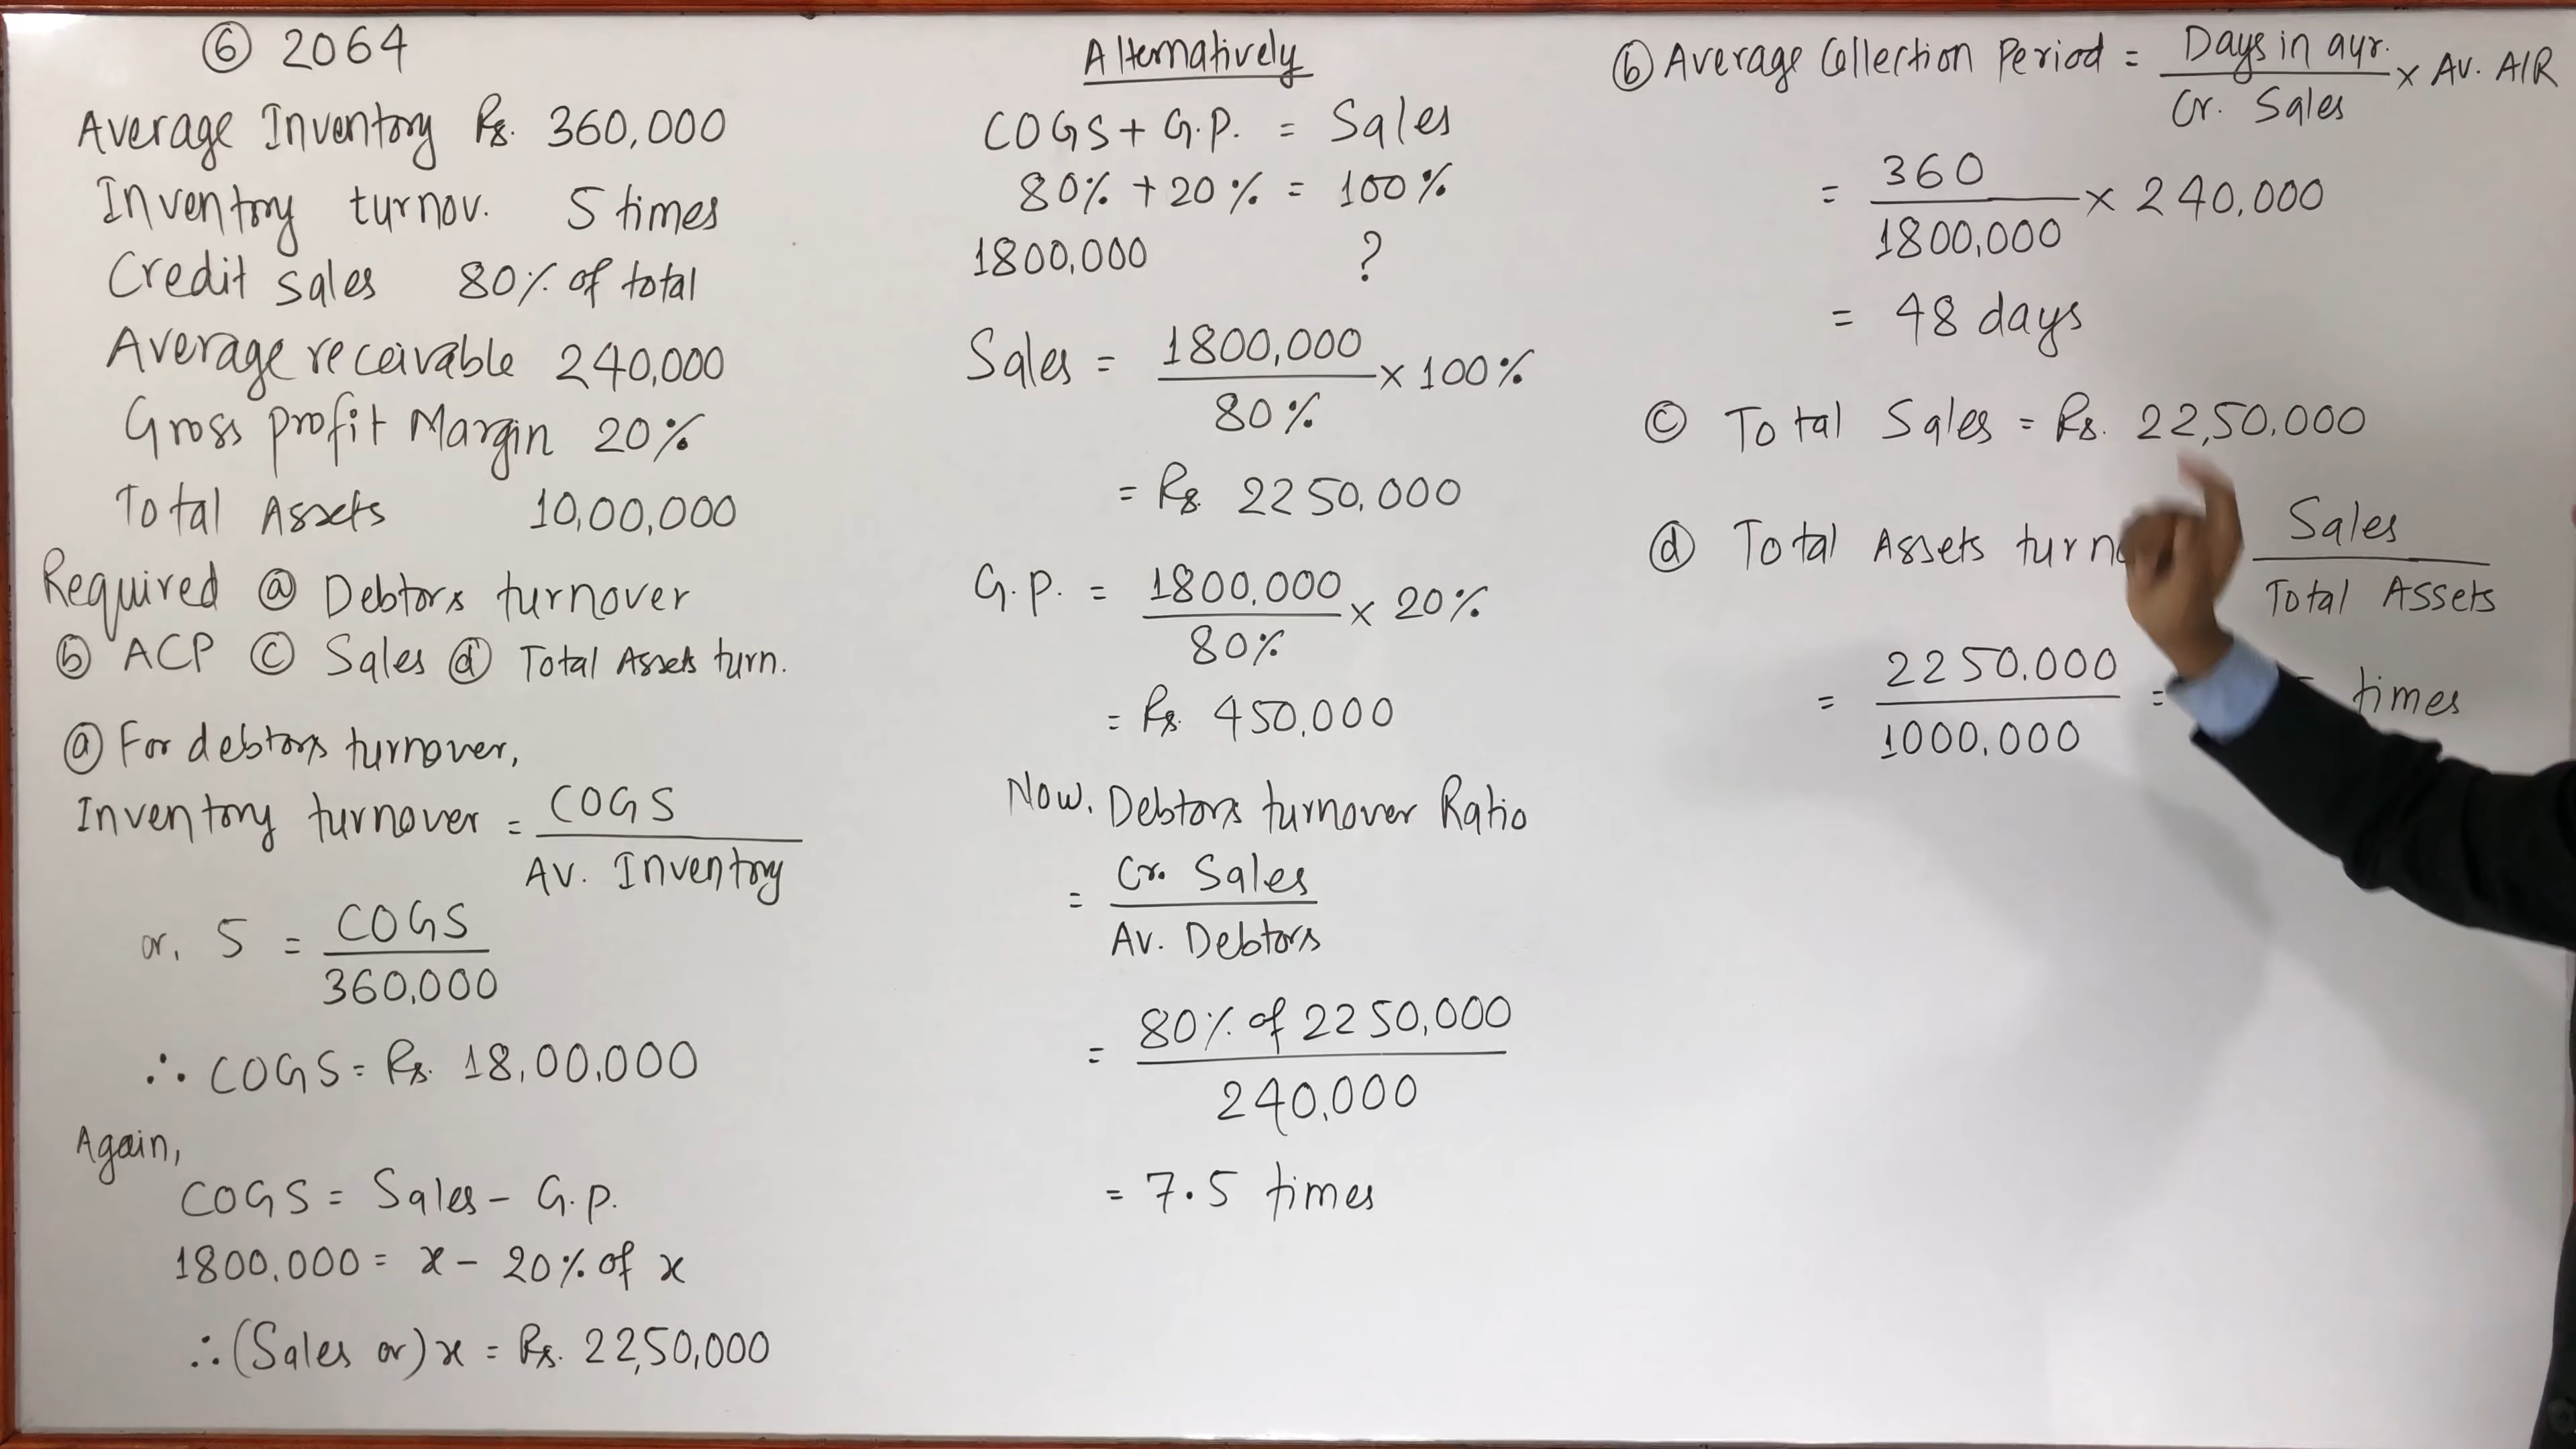 ⑥ 2064
Average Inventory Rs. 360,000
Inventory turnov. 5 times
Credit sales 80% of total
Average receivable 240,000
Gross profit Margin 20%
Total Assets 10,00,000
Required ⓐ Debtors turnover
ⓑ ACP ⓒ Sales ⓓ Total Assets turn.
ⓐ For debtors turnover,
Inventory turnover = COGS
AV. Inventory
or, 5 = COGS
360,000
∴ COGS = Rs. 18,00,000
Again,
COGS = Sales - G.P.
1800,000 = x - 20% of x
∴ (Sales or) x = Rs. 22,50,000
Alternatively
COGS + G.P. = Sales
80% + 20% = 100%
1800,000 ?
Sales = 1800,000 × 100%
80%
= Rs. 2250,000
G.P. = 1800,000 × 20%
80%
= Rs. 450,000
Now, Debtors turnover Ratio
= Cr. Sales
Av. Debtors
= 80% of 2250,000
240,000
= 7.5 times
ⓑ Average Collection Period = Days in a yr. × AV. A/R
Cr. Sales
= 360 × 240,000
1800,000
= 48 days
ⓒ Total Sales = Rs. 22,50,000
ⓓ Total Assets Sales
Total Assets
= 2250,000 = times
1000,000